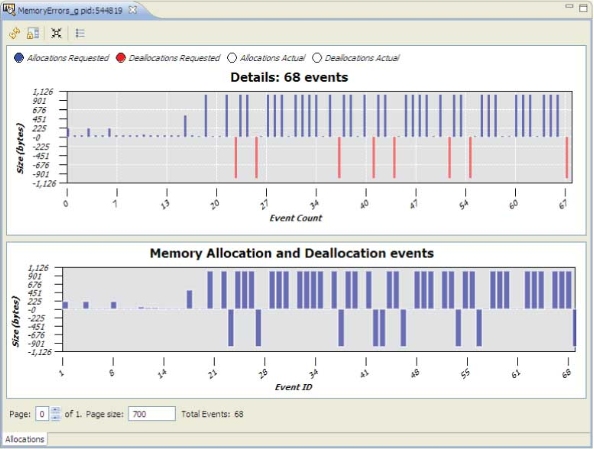 MemoryErrors_g pid:544819
Allocations Requested Deallocations Requested Allocations Actual Deallocations Actual
Details: 68 events
Size (bytes)
1,126
901
676
451
225
-0
-225
-451
-676
-901
-1,126
0 7 13 20 27 34 40 47 54 60 67
Event Count
Memory Allocation and Deallocation events
Size (bytes)
1,126
901
676
451
225
-0
-225
-451
-676
-901
-1,126
1 8 14 21 28 34 41 48 55 61 68
Event ID
Page: 0 of 1. Page size: 700 Total Events: 68
Allocations